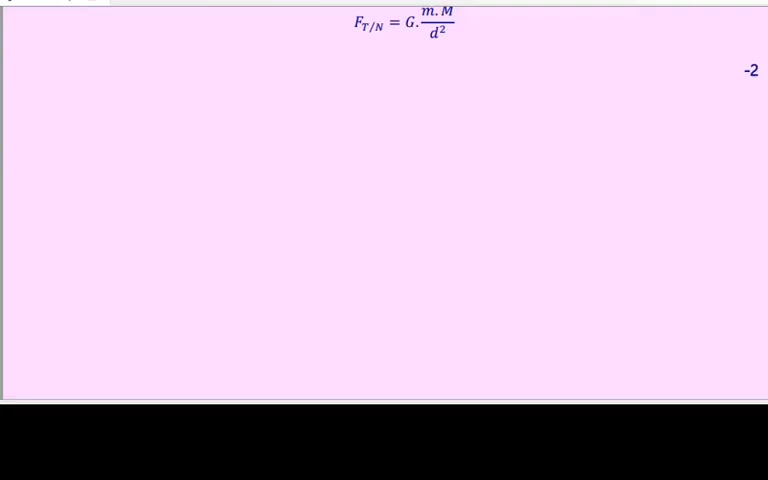 F_{T/N} = G.\frac{m.M}{d^2}
-2